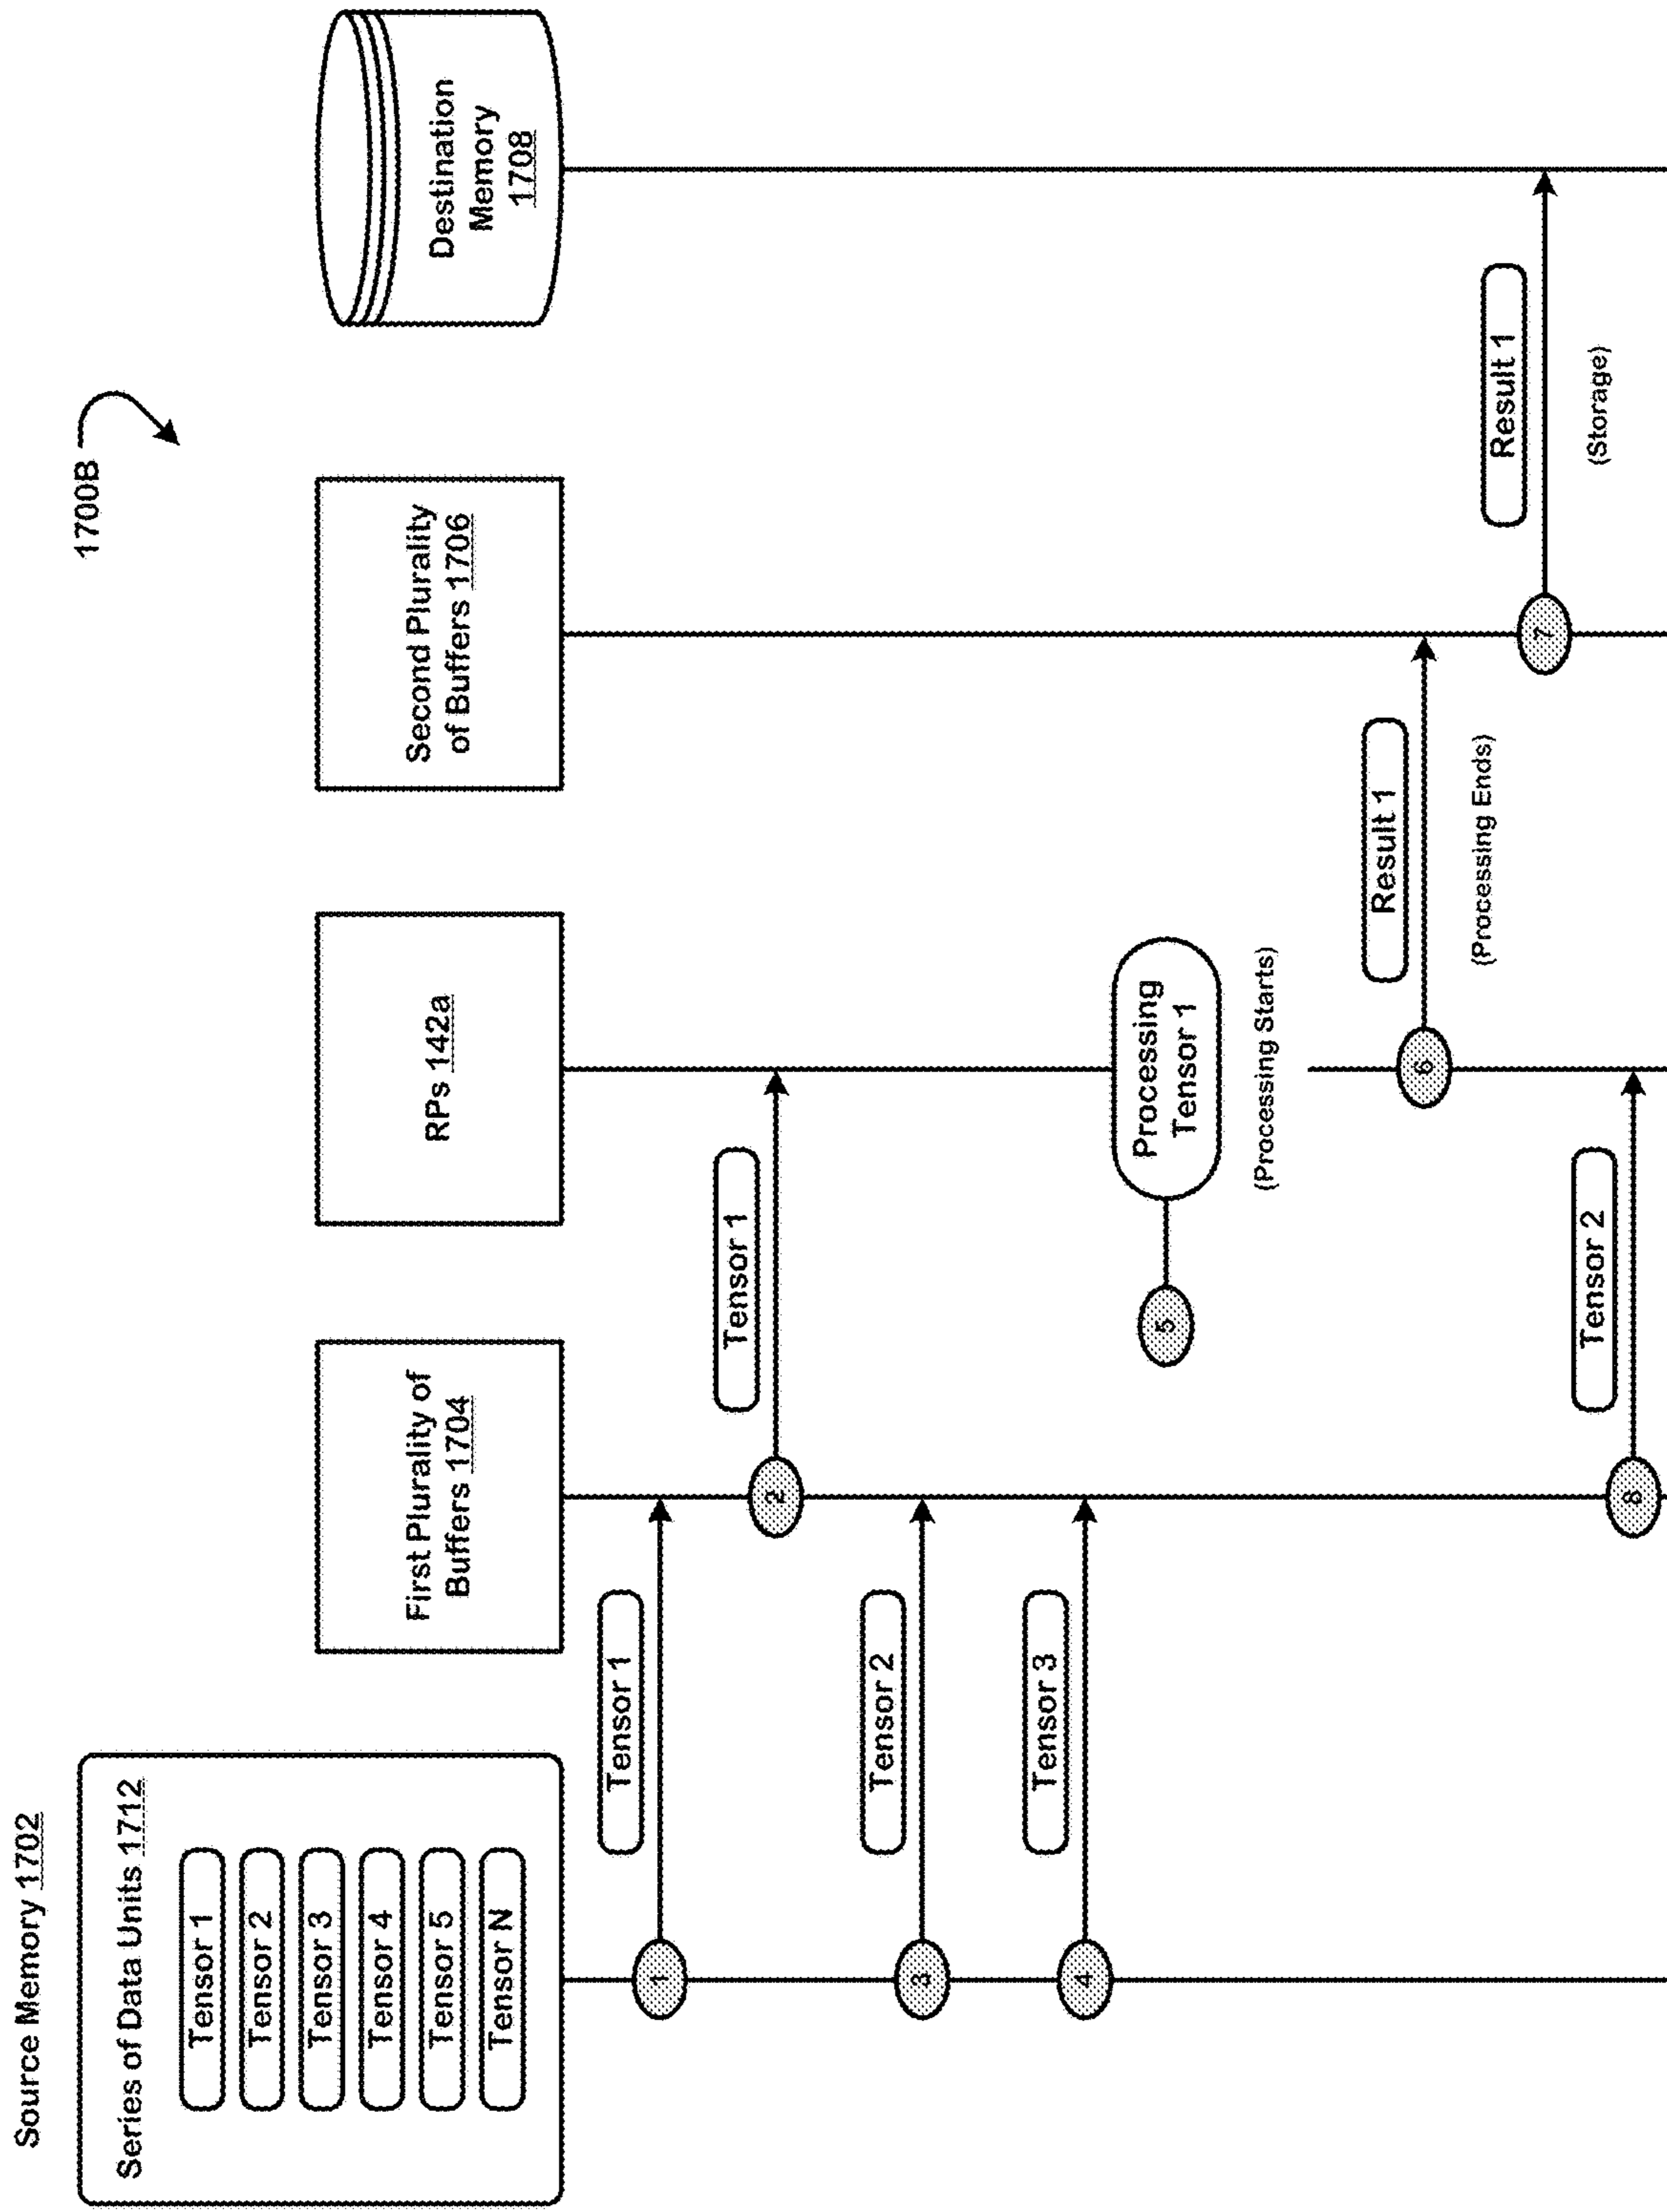 1700B
Source Memory 1702
Series of Data Units 1712
Tensor 1
Tensor 2
Tensor 3
Tensor 4
Tensor 5
Tensor N
First Plurality of
Buffers 1704
RPs 142a
Second Plurality
of Buffers 1706
Destination
Memory
1708
1
Tensor 1
2
Tensor 1
3
Tensor 2
4
Tensor 3
5
Processing
Tensor 1
(Processing Starts)
6
Result 1
(Processing Ends)
7
Result 1
(Storage)
8
Tensor 2